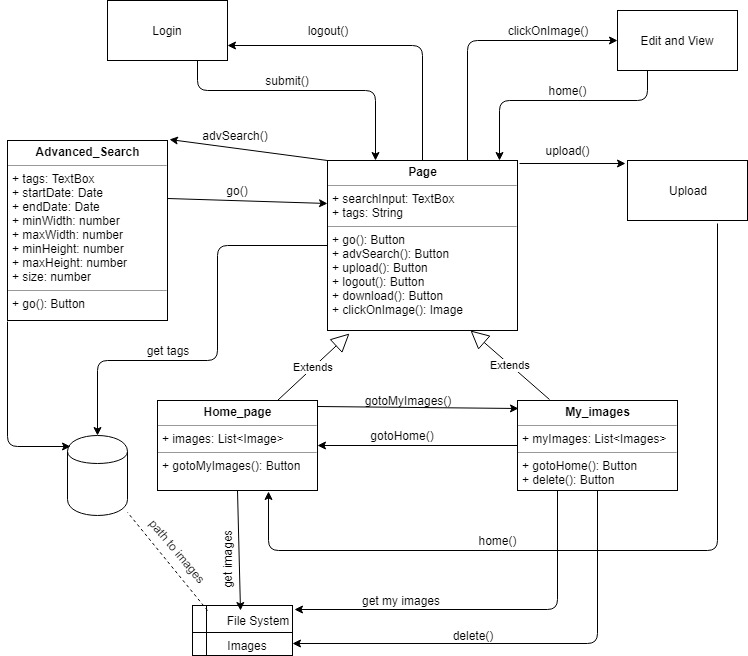 Login
logout()
clickOnImage()
Edit and View
submit()
home()
advSearch()
upload()
Advanced_Search
+ tags: TextBox
+ startDate: Date
+ endDate: Date
+ minWidth: number
+ maxWidth: number
+ minHeight: number
+ maxHeight: number
+ size: number
+ go(): Button
go()
Page
+ searchInput: TextBox
+ tags: String
+ go(): Button
+ advSearch(): Button
+ upload(): Button
+ logout(): Button
+ download(): Button
+ clickOnImage(): Image
Upload
get tags
Extends
Extends
Home_page
+ images: List<Image>
+ gotoMyImages(): Button
gotoMyImages()
gotoHome()
My_images
+ myImages: List<Images>
+ gotoHome(): Button
+ delete(): Button
path to images
get images
home()
get my images
delete()
File System
Images